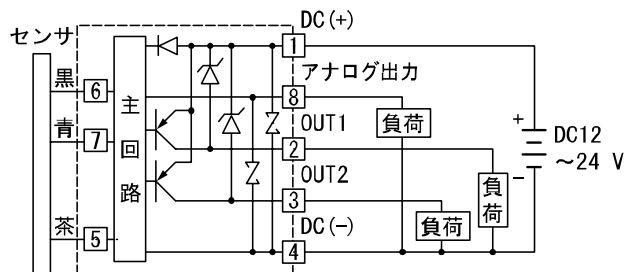 センサ
黒
青
茶
6
7
5
主回路
DC(+)
1
アナログ出力
8
OUT1
2
OUT2
3
DC(-)
4
負荷
負荷
負荷
+
-
DC12
~24 V